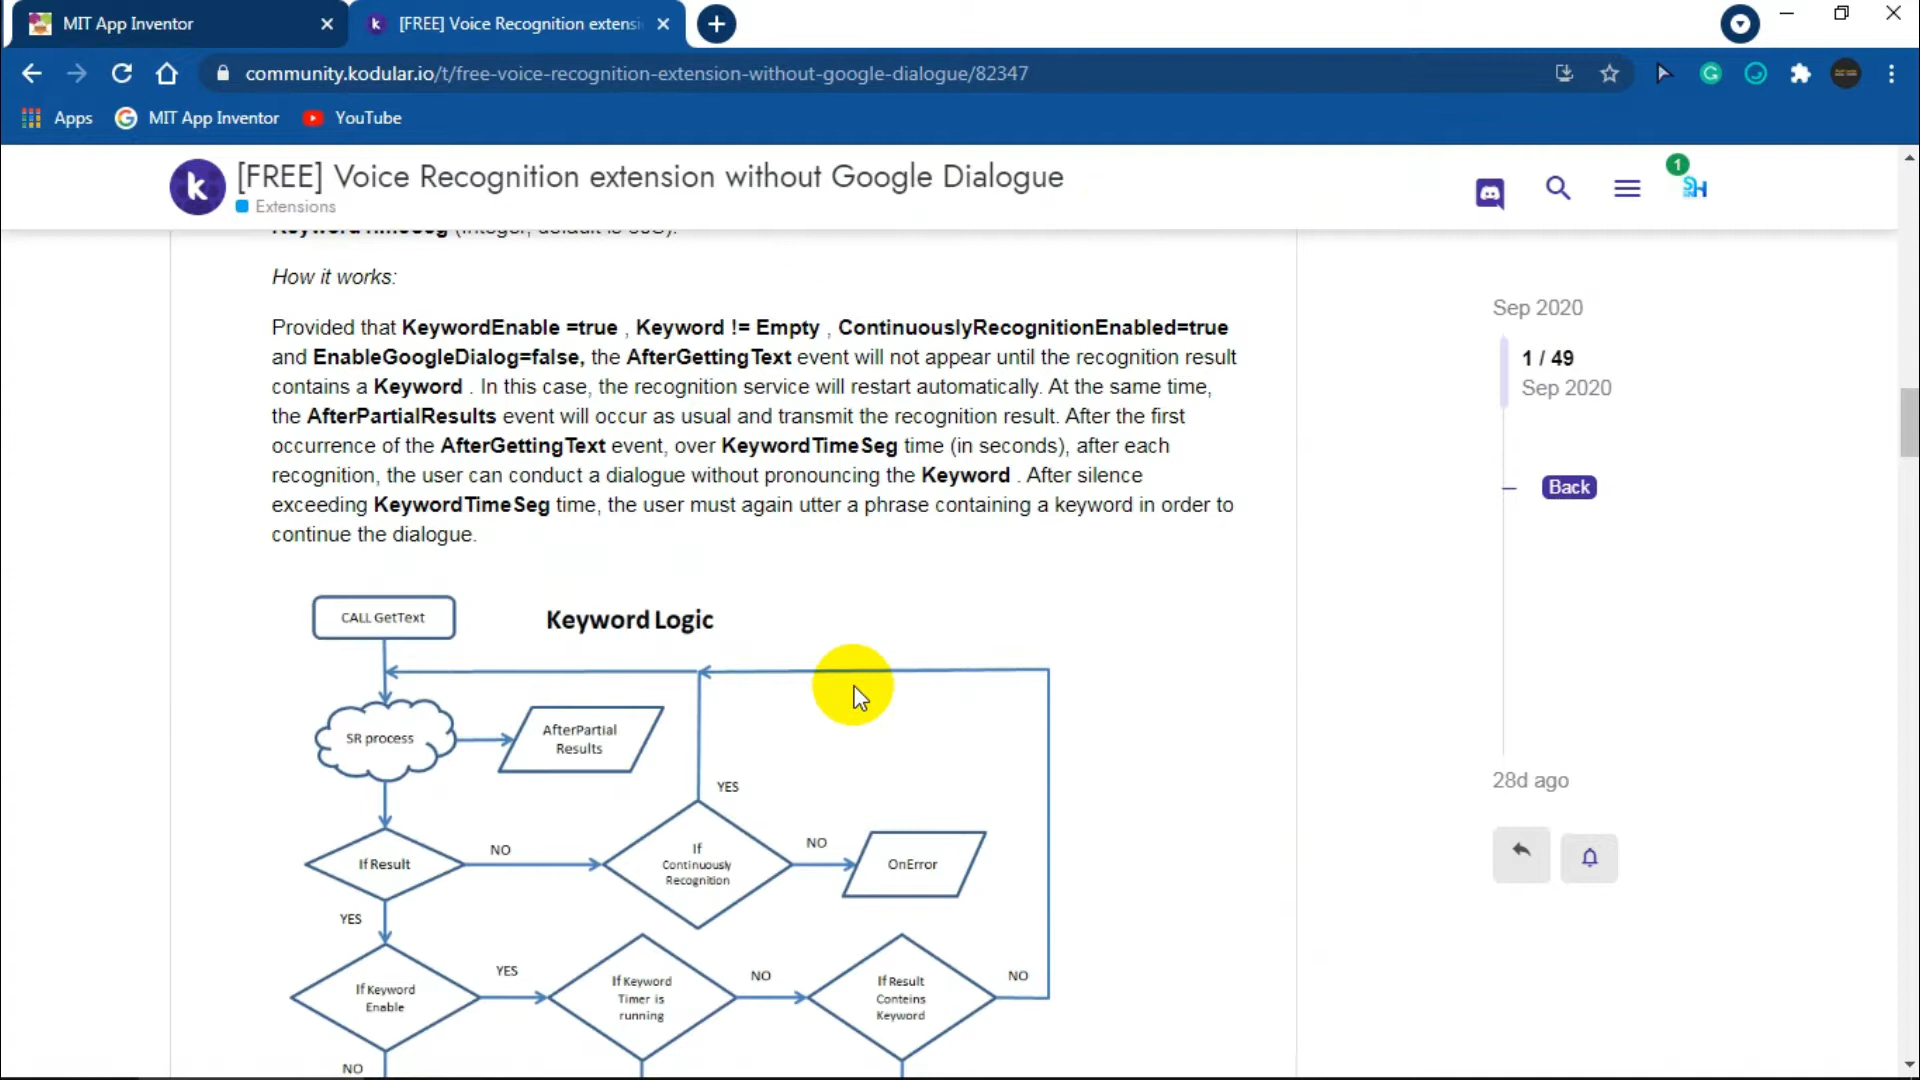 MIT App Inventor
[FREE] Voice Recognition extensi
community.kodular.io/t/free-voice-recognition-extension-without-google-dialogue/82347
Apps
MIT App Inventor
YouTube
[FREE] Voice Recognition extension without Google Dialogue
Extensions
1
How it works:
Provided that KeywordEnable =true , Keyword != Empty , ContinuouslyRecognitionEnabled=true
and EnableGoogleDialog=false, the AfterGettingText event will not appear until the recognition result
contains a Keyword . In this case, the recognition service will restart automatically. At the same time,
the AfterPartialResults event will occur as usual and transmit the recognition result. After the first
occurrence of the AfterGettingText event, over KeywordTimeSeg time (in seconds), after each
recognition, the user can conduct a dialogue without pronouncing the Keyword . After silence
exceeding KeywordTimeSeg time, the user must again utter a phrase containing a keyword in order to
continue the dialogue.
Sep 2020
1 / 49
Sep 2020
Back
28d ago
CALL GetText
Keyword Logic
SR process
AfterPartial
Results
YES
If Result
NO
If
Continuously
Recognition
NO
OnError
YES
If Keyword
Enable
YES
If Keyword
Timer is
running
NO
If Result
Conteins
Keyword
NO
NO